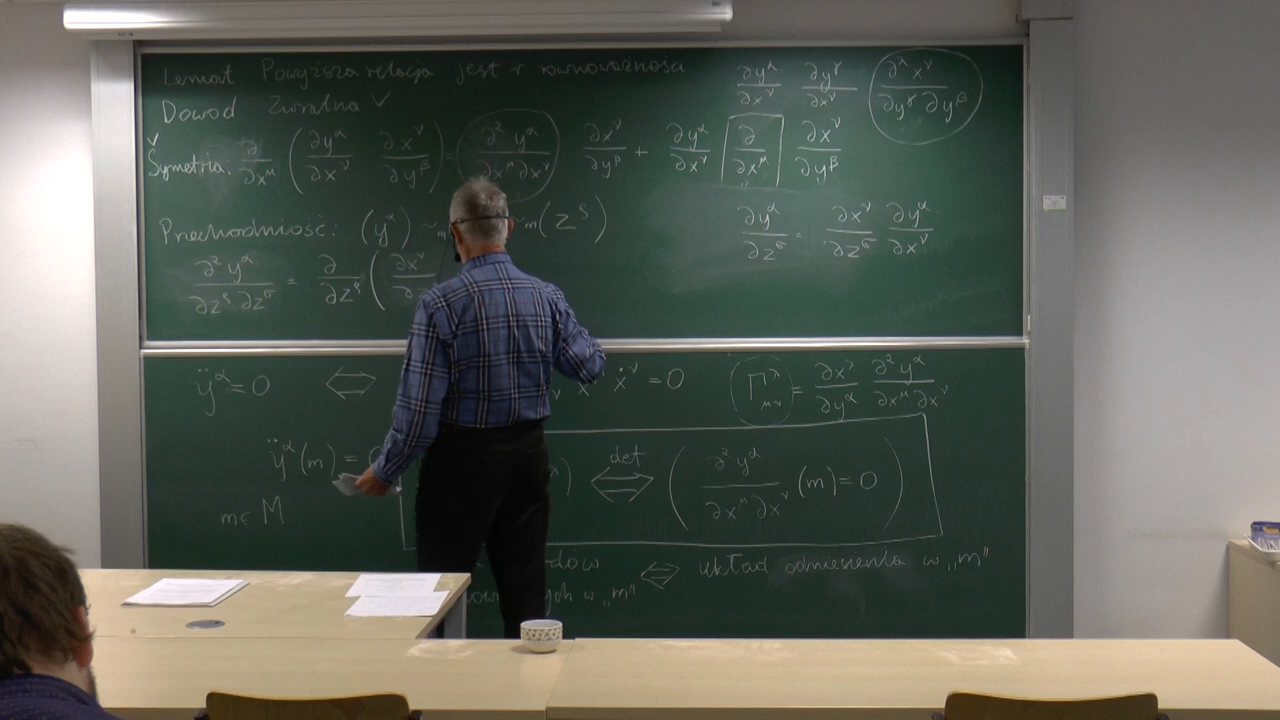 Lemat Powyższa relacja jest r. równoważności
Dowód Zwrotna ✓
Symetria: ∂/∂x^μ (∂y^α/∂x^ν ∂x^ν/∂y^β) = ∂²y^α/∂x^μ∂x^ν ∂x^ν/∂y^β + ∂y^α/∂x^ν ∂/∂x^μ ∂x^ν/∂y^β
∂y^α/∂x^ν ∂y^γ/∂x^ν ∂²x^ν/∂y^γ∂y^β
Przechodniość: (y^α) ~m ~m (z^ς)
∂y^α/∂z^σ = ∂x^ν/∂z^σ ∂y^α/∂x^ν
∂²y^α/∂z^ς∂z^σ = ∂/∂z^ς (∂x^ν/∂z
ÿ^α = 0 ⇔ ẋ^ν = 0 Γ^λ_μν = ∂x^λ/∂y^α ∂²y^α/∂x^μ∂x^ν
ÿ^α(m) = 0 ) ⇔ det (∂²y^α/∂x^μ∂x^ν (m) = 0)
m ∈ M
⇔ układ odniesienia w „m"
w „m"